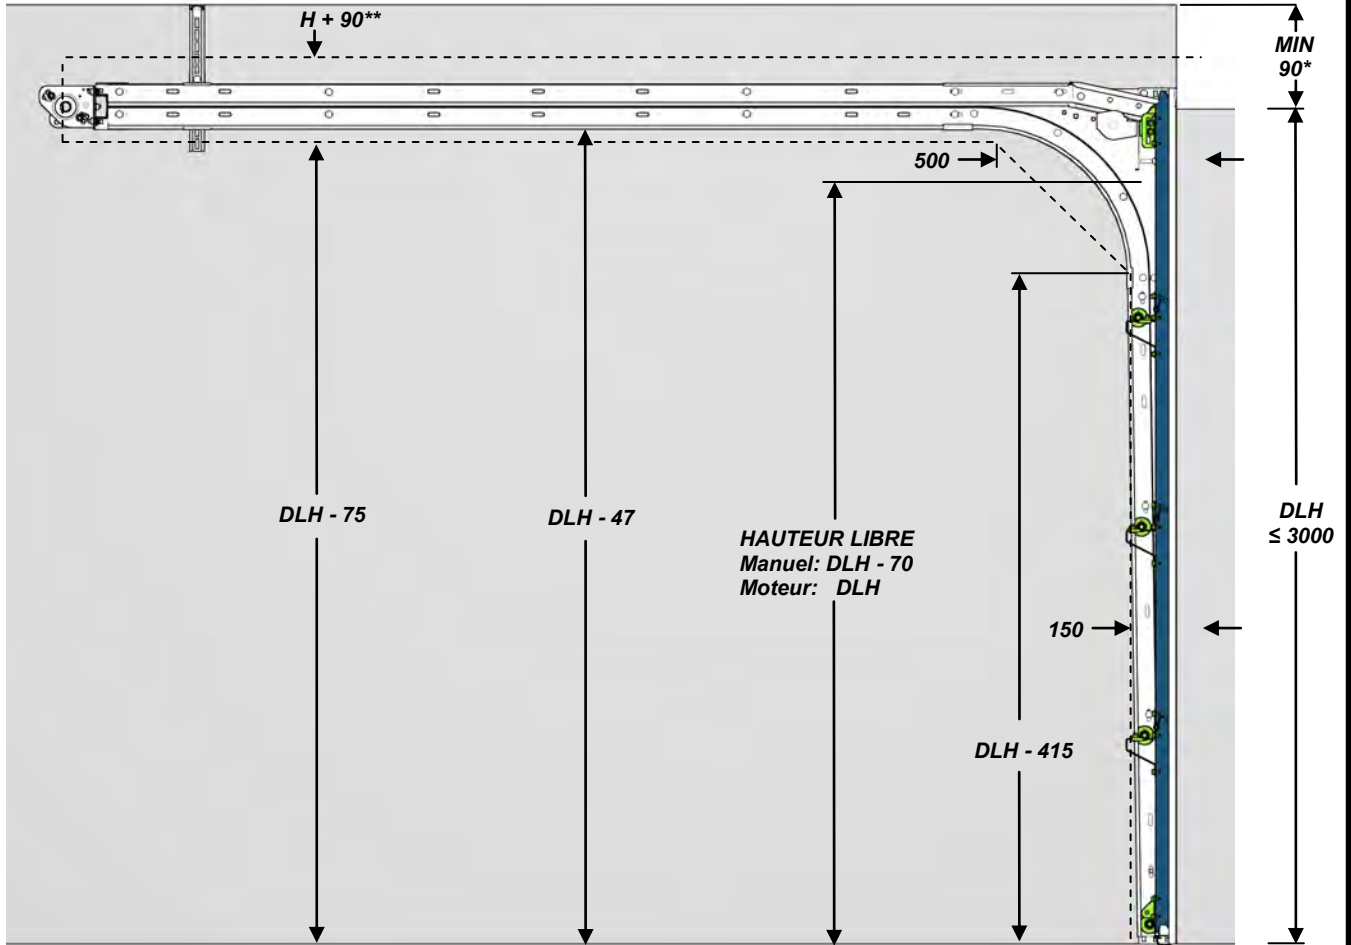 H + 90**
MIN
90*
500
DLH - 75
DLH - 47
HAUTEUR LIBRE
Manuel: DLH - 70
Moteur: DLH
DLH
≤ 3000
150
DLH - 415